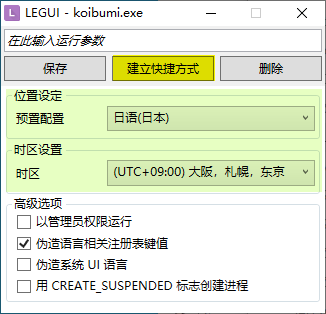 L LEGUI - koibumi.exe
在此输入运行参数
保存 建立快捷方式 删除
位置设定
预置配置 日语(日本)
时区设置
时区 (UTC+09:00) 大阪，札幌，东京
高级选项
以管理员权限运行
伪造语言相关注册表键值
伪造系统 UI 语言
用 CREATE_SUSPENDED 标志创建进程